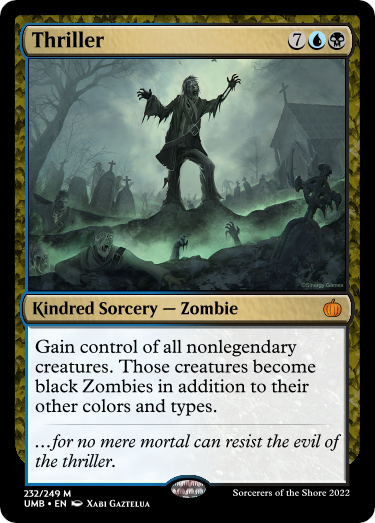 Thriller 7
©Sinergy Games
Kindred Sorcery — Zombie
Gain control of all nonlegendary
creatures. Those creatures become
black Zombies in addition to their
other colors and types.
…for no mere mortal can resist the evil of
the thriller.
232/249 M
Sorcerers of the Shore 2022
UMB • EN Xabi Gaztelua